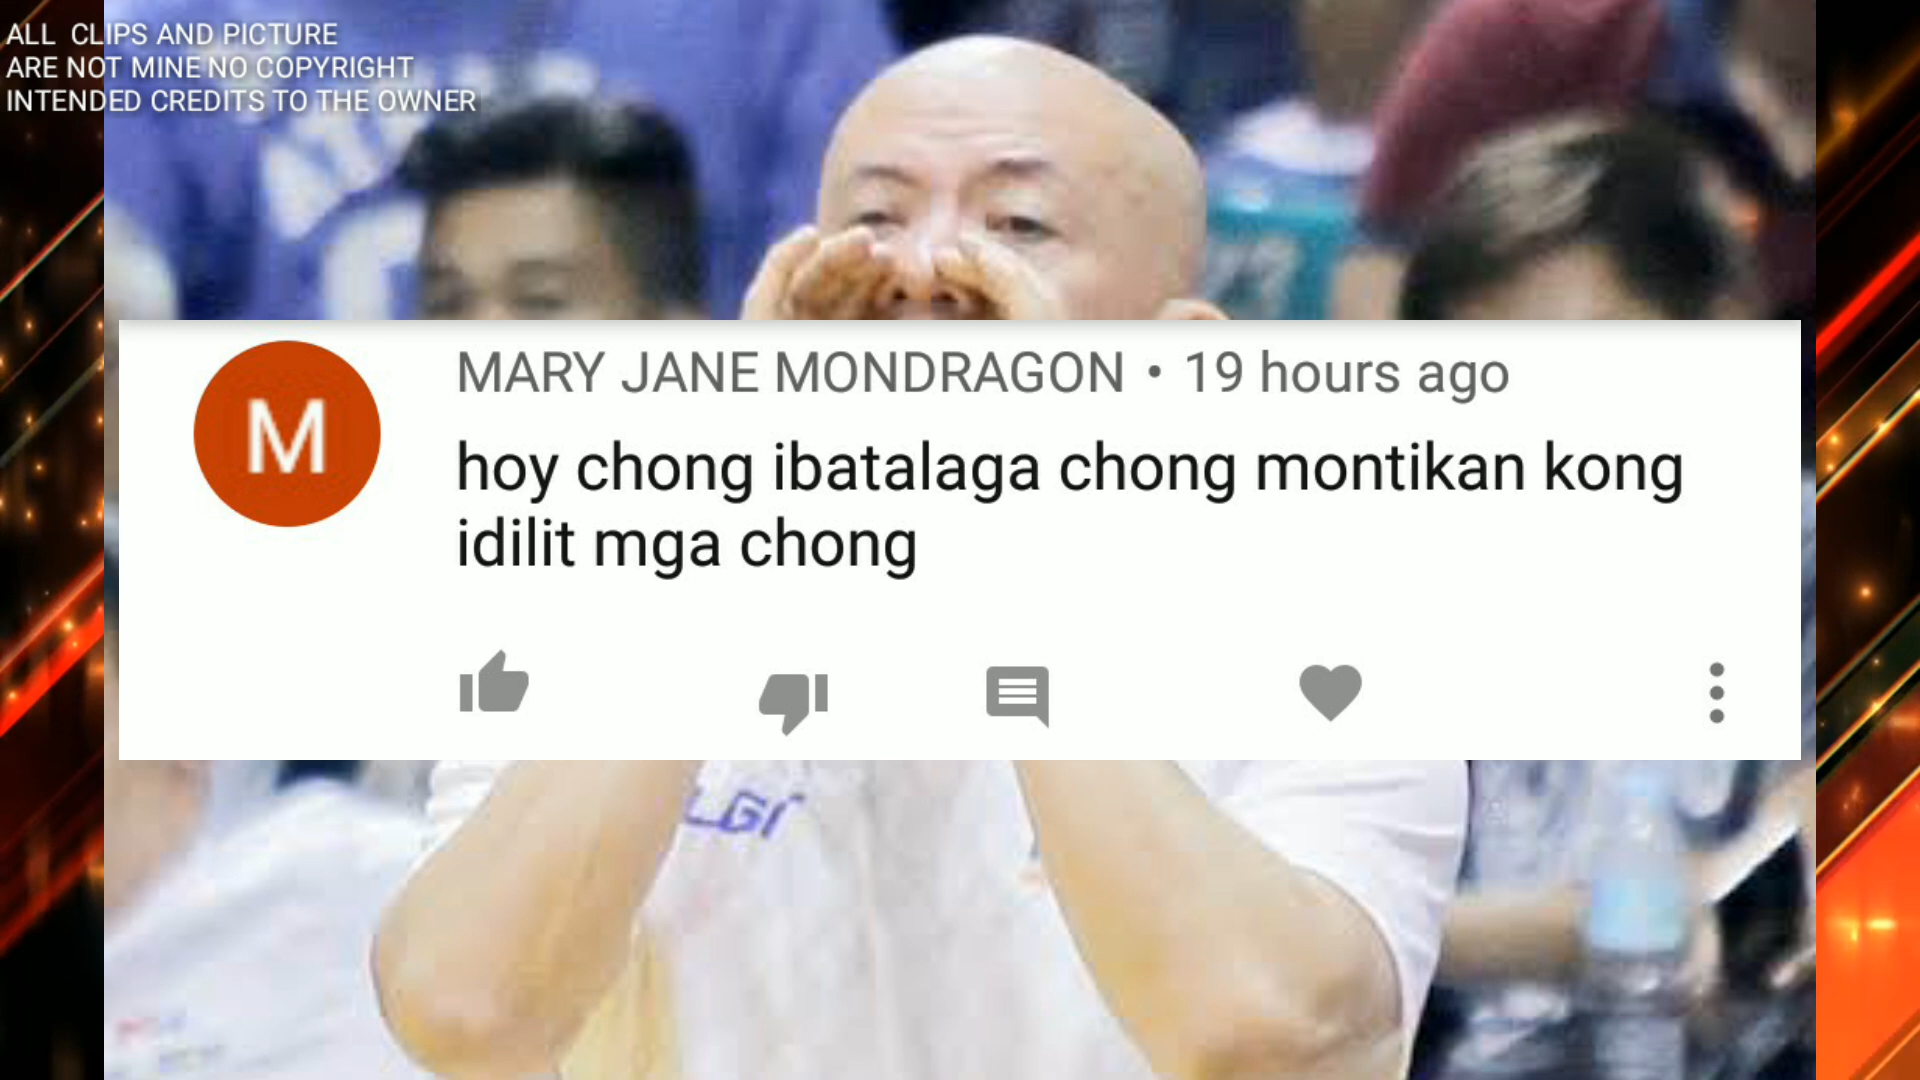 ALL CLIPS AND PICTURE
ARE NOT MINE NO COPYRIGHT
INTENDED CREDITS TO THE OWNER
M
MARY JANE MONDRAGON • 19 hours ago
hoy chong ibatalaga chong montikan kong
idilit mga chong